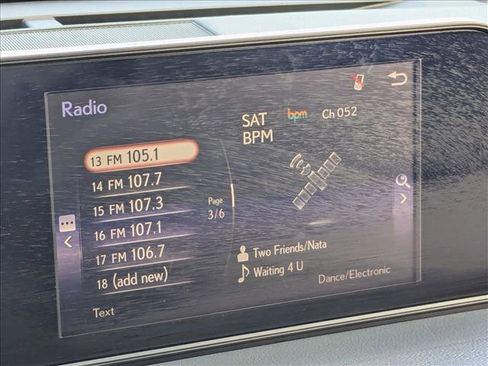 Radio
SAT bpm Ch 052
BPM
13 FM 105.1
14 FM 107.7
15 FM 107.3
16 FM 107.1
17 FM 106.7
18 (add new)
Page
3/6
Two Friends/Nata
Waiting 4 U
Dance/Electronic
Text